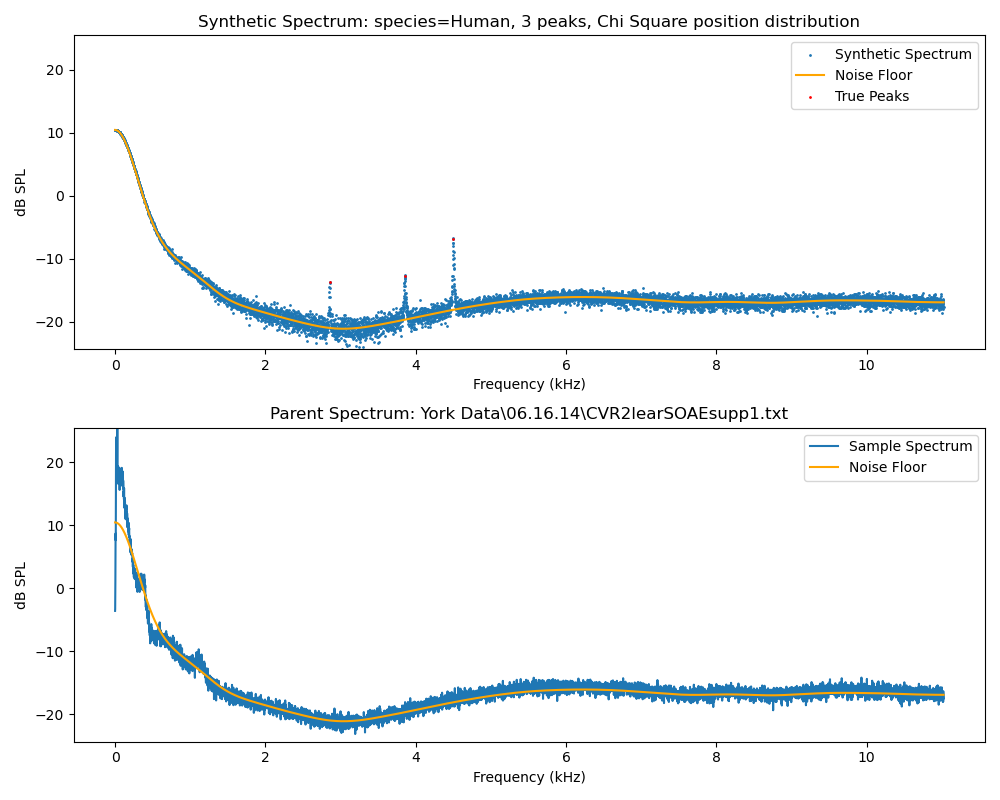 Synthetic Spectrum: species=Human, 3 peaks, Chi Square position distribution
20
10
0
−10
−20
dB SPL
Synthetic Spectrum
Noise Floor
True Peaks
0 2 4 6 8 10
Frequency (kHz)
Parent Spectrum: York Data\06.16.14\CVR2learSOAEsupp1.txt
20
10
0
−10
−20
dB SPL
Sample Spectrum
Noise Floor
0 2 4 6 8 10
Frequency (kHz)